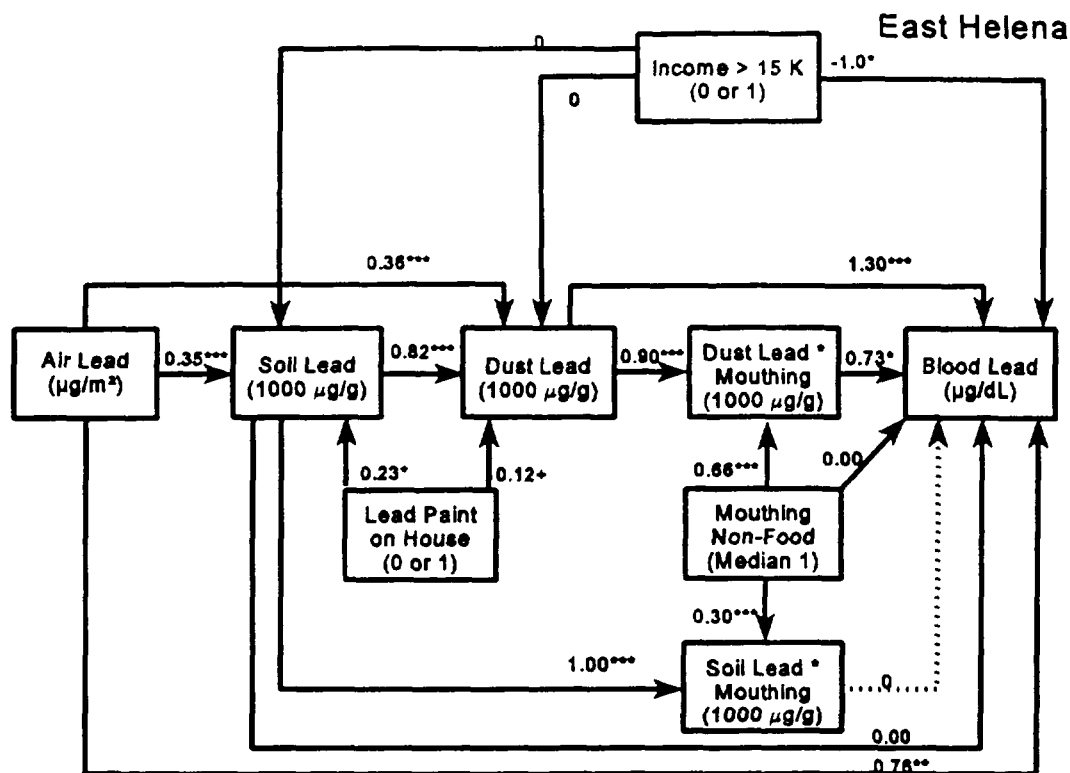 East Helena
0
Income > 15 K
(0 or 1)
-1.0*
0
0.36***
1.30***
Air Lead
(µg/m³)
0.35***
Soil Lead
(1000 µg/g)
0.82***
Dust Lead
(1000 µg/g)
0.90***
Dust Lead *
Mouthing
(1000 µg/g)
0.73*
Blood Lead
(µg/dL)
0.23*
0.12+
0.66***
0.00
Lead Paint
on House
(0 or 1)
Mouthing
Non-Food
(Median 1)
0.30***
1.00***
Soil Lead *
Mouthing
(1000 µg/g)
0
0.00
0.76**